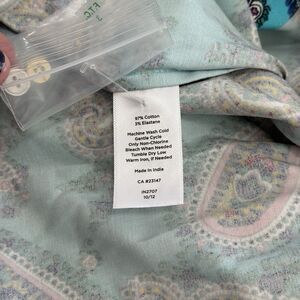 97% Cotton
3% Elastane
Machine Wash Cold
Gentle Cycle
Only Non-Chlorine
Bleach When Needed
Tumble Dry Low
Warm Iron, If Needed
Made in India
CA #23147
IN2707
10/12